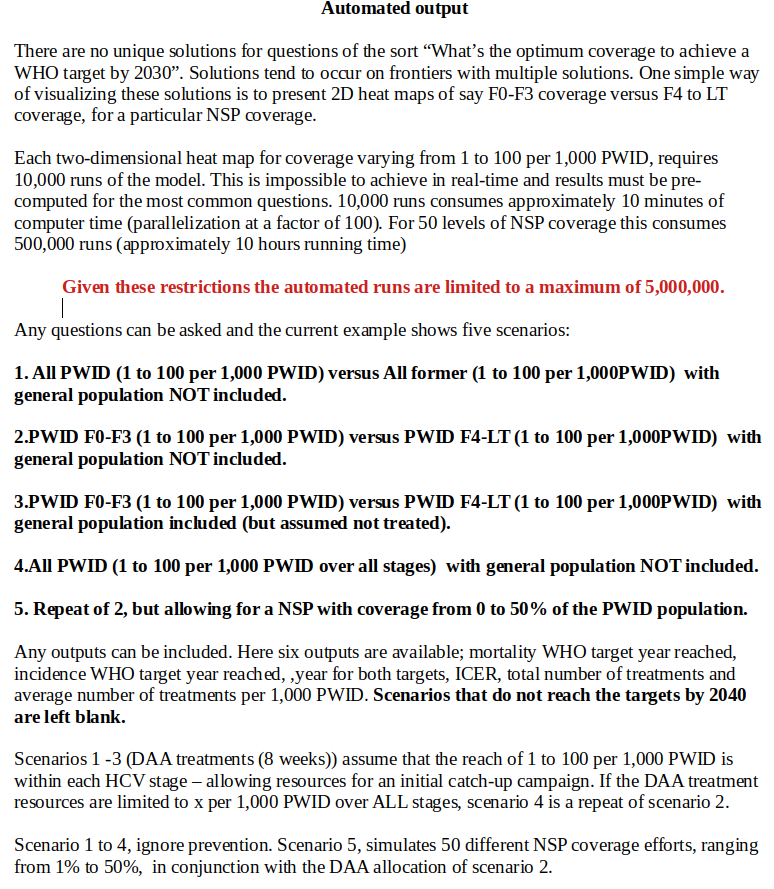 Automated output
There are no unique solutions for questions of the sort “What’s the optimum coverage to achieve a
WHO target by 2030”. Solutions tend to occur on frontiers with multiple solutions. One simple way
of visualizing these solutions is to present 2D heat maps of say F0-F3 coverage versus F4 to LT
coverage, for a particular NSP coverage.
Each two-dimensional heat map for coverage varying from 1 to 100 per 1,000 PWID, requires
10,000 runs of the model. This is impossible to achieve in real-time and results must be pre-
computed for the most common questions. 10,000 runs consumes approximately 10 minutes of
computer time (parallelization at a factor of 100). For 50 levels of NSP coverage this consumes
500,000 runs (approximately 10 hours running time)
Given these restrictions the automated runs are limited to a maximum of 5,000,000.
Any questions can be asked and the current example shows five scenarios:
1. All PWID (1 to 100 per 1,000 PWID) versus All former (1 to 100 per 1,000PWID)  with
general population NOT included.
2.PWID F0-F3 (1 to 100 per 1,000 PWID) versus PWID F4-LT (1 to 100 per 1,000PWID)  with
general population NOT included.
3.PWID F0-F3 (1 to 100 per 1,000 PWID) versus PWID F4-LT (1 to 100 per 1,000PWID)  with
general population included (but assumed not treated).
4.All PWID (1 to 100 per 1,000 PWID over all stages)  with general population NOT included.
5. Repeat of 2, but allowing for a NSP with coverage from 0 to 50% of the PWID population.
Any outputs can be included. Here six outputs are available; mortality WHO target year reached,
incidence WHO target year reached, ,year for both targets, ICER, total number of treatments and
average number of treatments per 1,000 PWID. Scenarios that do not reach the targets by 2040
are left blank.
Scenarios 1 -3 (DAA treatments (8 weeks)) assume that the reach of 1 to 100 per 1,000 PWID is
within each HCV stage – allowing resources for an initial catch-up campaign. If the DAA treatment
resources are limited to x per 1,000 PWID over ALL stages, scenario 4 is a repeat of scenario 2.
Scenario 1 to 4, ignore prevention. Scenario 5, simulates 50 different NSP coverage efforts, ranging
from 1% to 50%,  in conjunction with the DAA allocation of scenario 2.